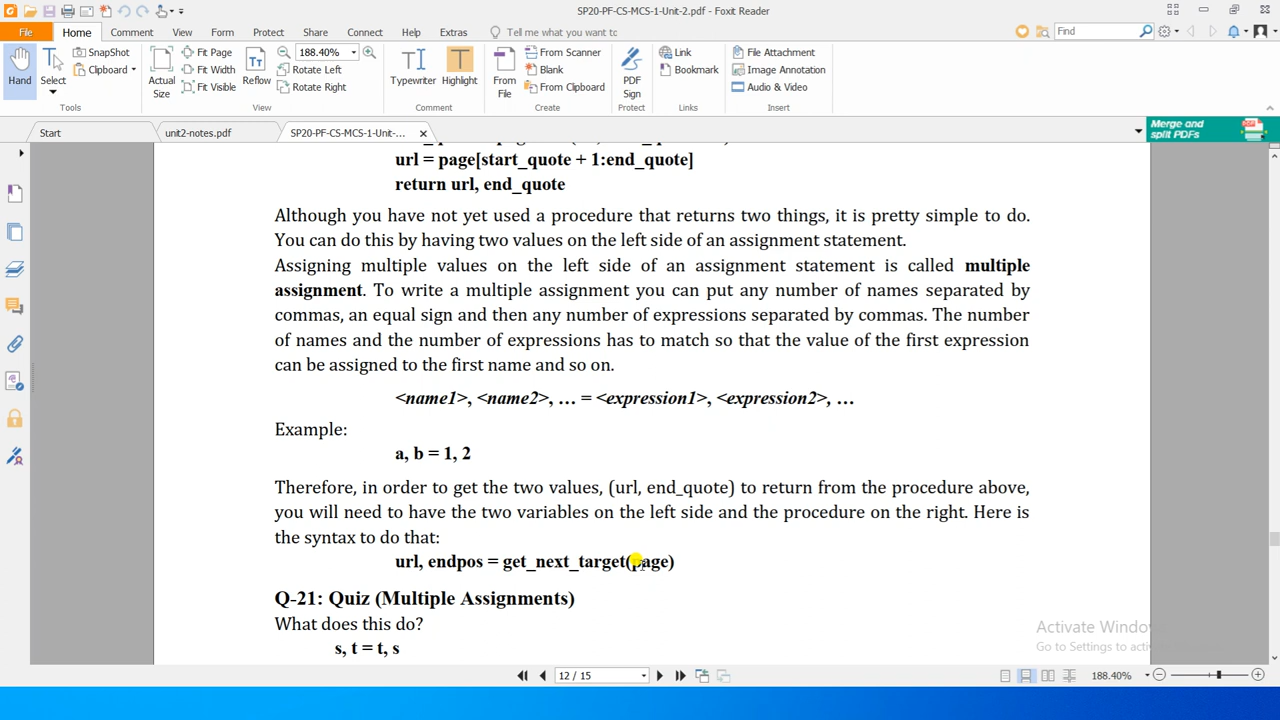 SP20-PF-CS-MCS-1-Unit-2.pdf - Foxit Reader
File Home Comment View Form Protect Share Connect Help Extras Tell me what you want tc Find
Hand
Select
SnapShot
Clipboard
Tools
Actual Size
Fit Page
Fit Width
Fit Visible
Reflow
188.40%
Rotate Left
Rotate Right
View
Typewriter
Highlight
Comment
From File
From Scanner
Blank
From Clipboard
Create
PDF Sign
Protect
Link
Bookmark
Links
File Attachment
Image Annotation
Audio & Video
Insert
Start unit2-notes.pdf SP20-PF-CS-MCS-1-Unit-...
Merge and
split PDFs
url = page[start_quote + 1:end_quote]
return url, end_quote
Although you have not yet used a procedure that returns two things, it is pretty simple to do.
You can do this by having two values on the left side of an assignment statement.
Assigning multiple values on the left side of an assignment statement is called multiple
assignment. To write a multiple assignment you can put any number of names separated by
commas, an equal sign and then any number of expressions separated by commas. The number
of names and the number of expressions has to match so that the value of the first expression
can be assigned to the first name and so on.
<name1>, <name2>, … = <expression1>, <expression2>, …
Example:
a, b = 1, 2
Therefore, in order to get the two values, (url, end_quote) to return from the procedure above,
you will need to have the two variables on the left side and the procedure on the right. Here is
the syntax to do that:
url, endpos = get_next_target(page)
Q-21: Quiz (Multiple Assignments)
What does this do?
s, t = t, s
Activate Windo
Go to Settings to acti
12 / 15
188.40%